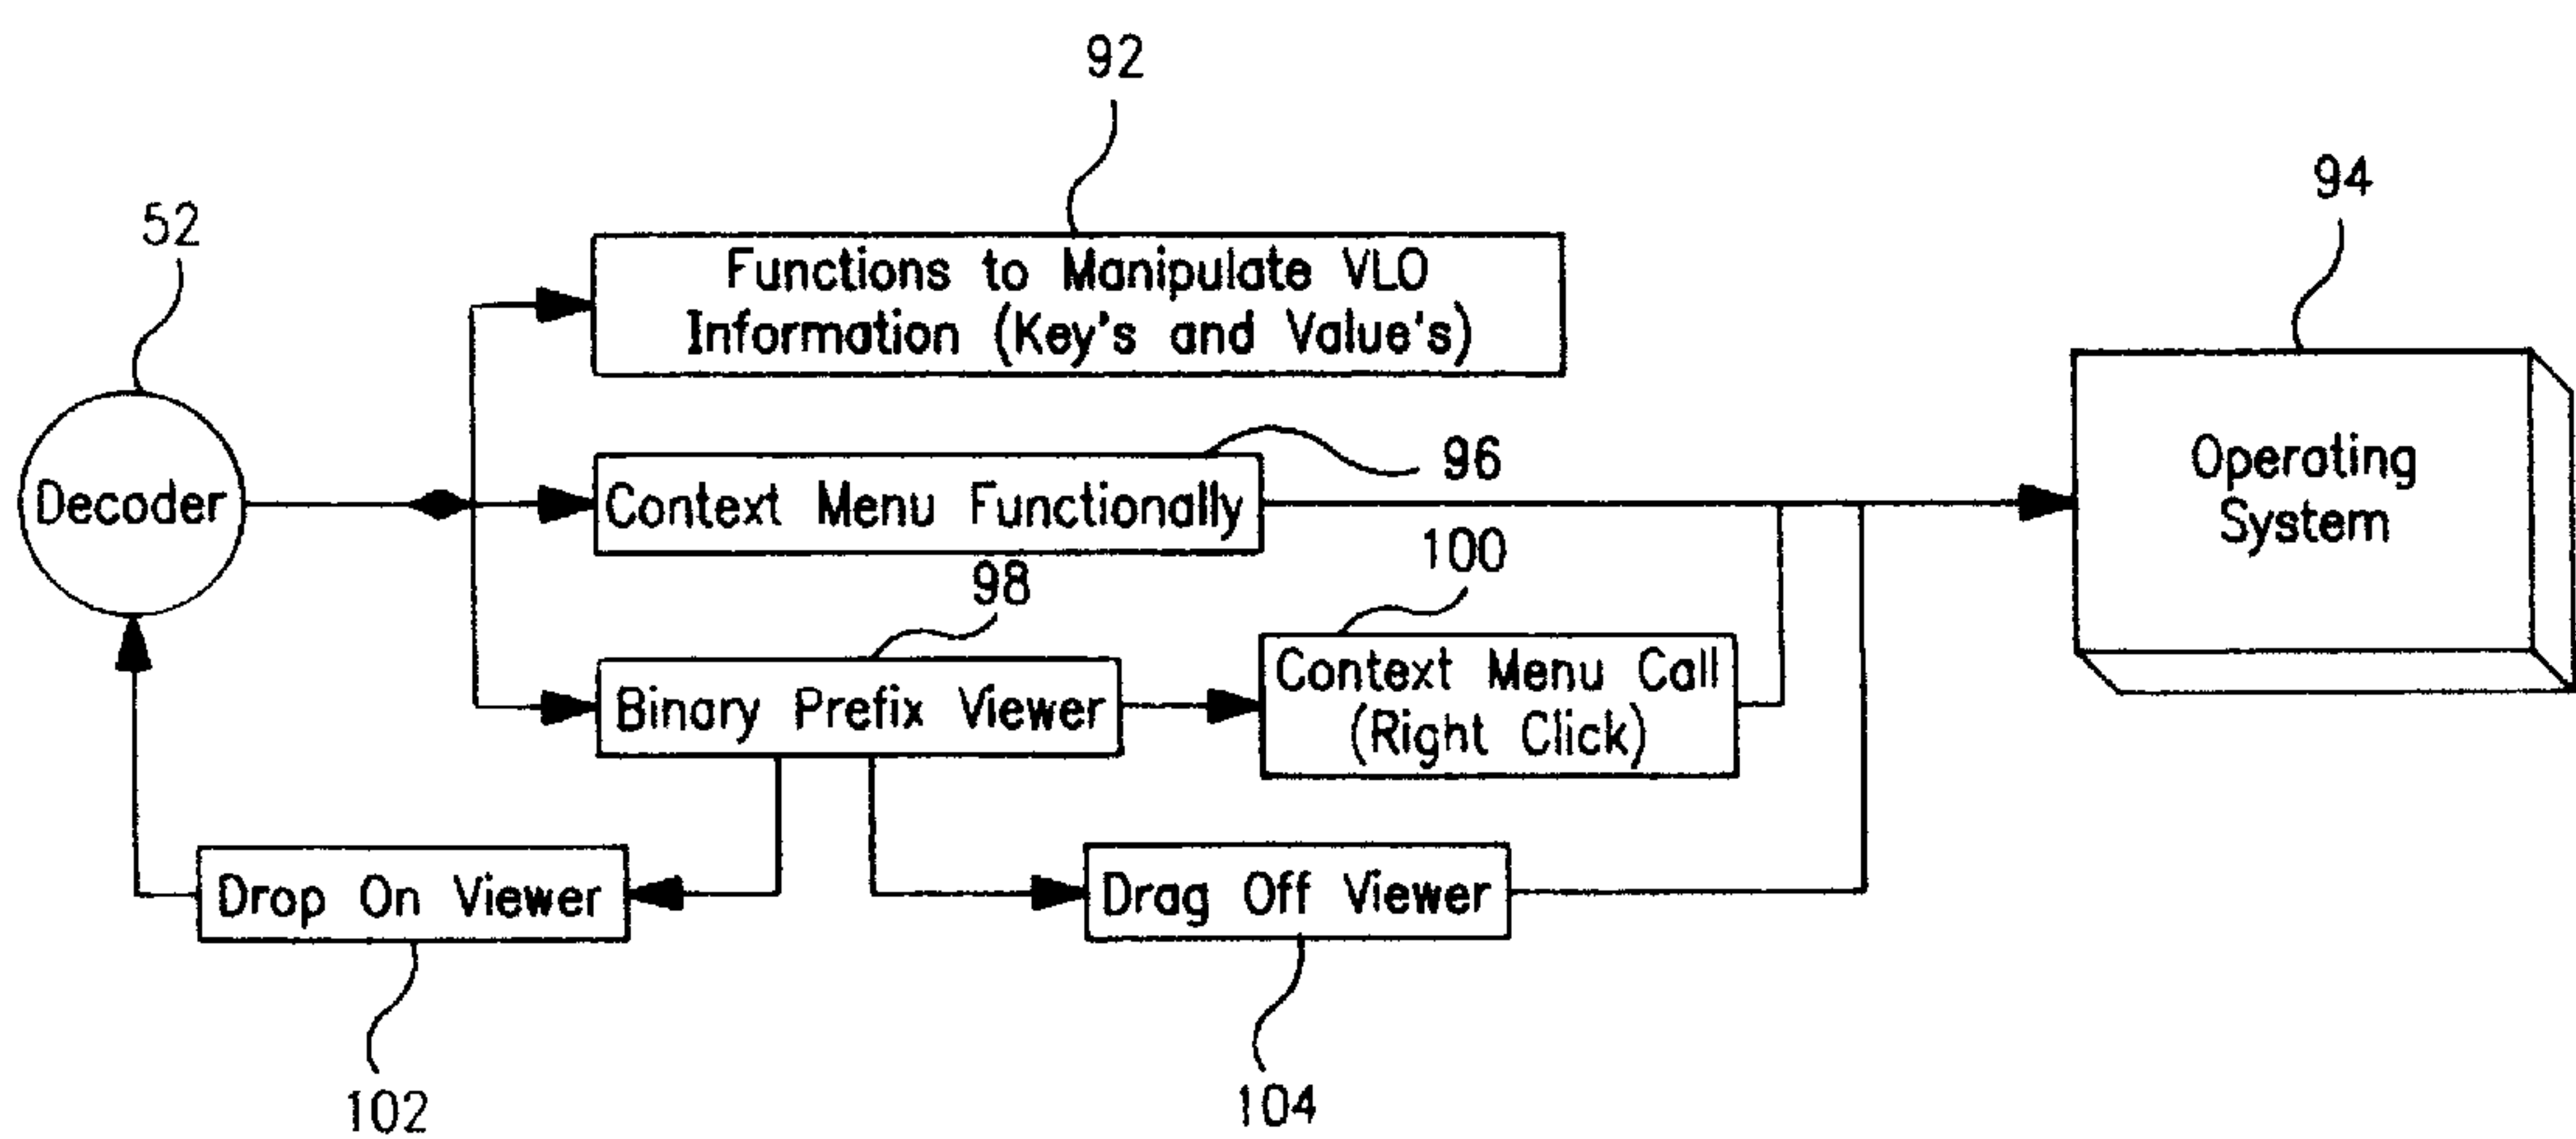 92
94
52
Functions to Manipulate VLO
Information (Key's and Value's)
96
Operating
System
Decoder
Context Menu Functionally
100
98
Context Menu Call
(Right Click)
Binary Prefix Viewer
Drop On Viewer
Drag Off Viewer
102
104